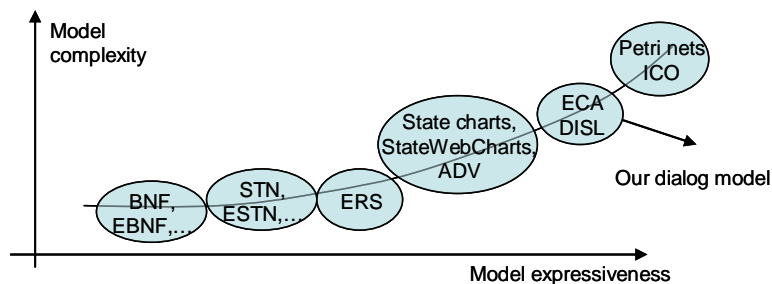 Model
complexity
Petri nets
ICO
ECA
DISL
State charts,
StateWebCharts,
ADV
Our dialog model
STN,
ESTN,...
ERS
BNF,
EBNF,...
Model expressiveness